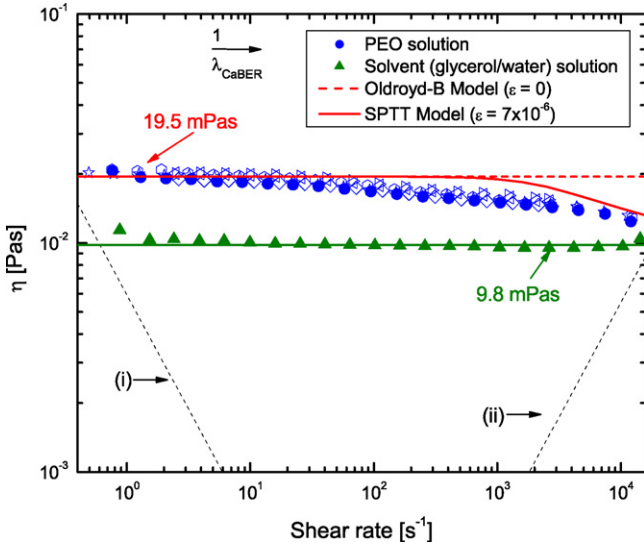 1
λCaBER
PEO solution
Solvent (glycerol/water) solution
Oldroyd-B Model (ε = 0)
SPTT Model (ε = 7x10⁻⁶)
10⁻¹
19.5 mPas
10⁻²
η [Pas]
9.8 mPas
(i)
(ii)
10⁻³
10⁰ 10¹ 10² 10³ 10⁴
Shear rate [s⁻¹]